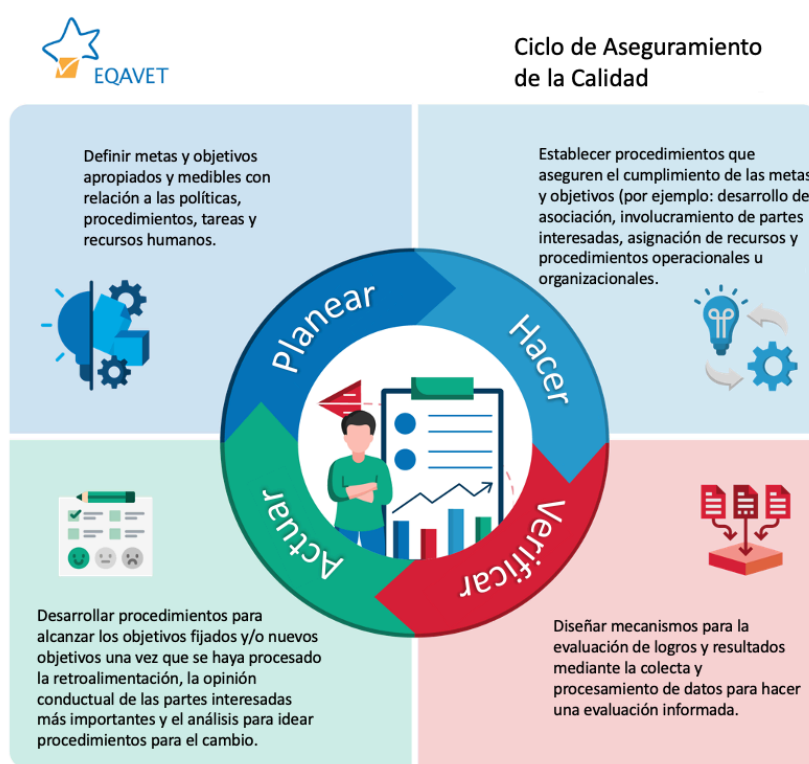 EQAVET
Ciclo de Aseguramiento
de la Calidad
Definir metas y objetivos
apropiados y medibles con
relación a las políticas,
procedimientos, tareas y
recursos humanos.
Establecer procedimientos que
aseguren el cumplimiento de las metas
y objetivos (por ejemplo: desarrollo de
asociación, involucramiento de partes
interesadas, asignación de recursos y
procedimientos operacionales u
organizacionales.
Planear
Hacer
Actuar
Verificar
Desarrollar procedimientos para
alcanzar los objetivos fijados y/o nuevos
objetivos una vez que se haya procesado
la retroalimentación, la opinión
conductual de las partes interesadas
más importantes y el análisis para idear
procedimientos para el cambio.
Diseñar mecanismos para la
evaluación de logros y resultados
mediante la colecta y
procesamiento de datos para hacer
una evaluación informada.